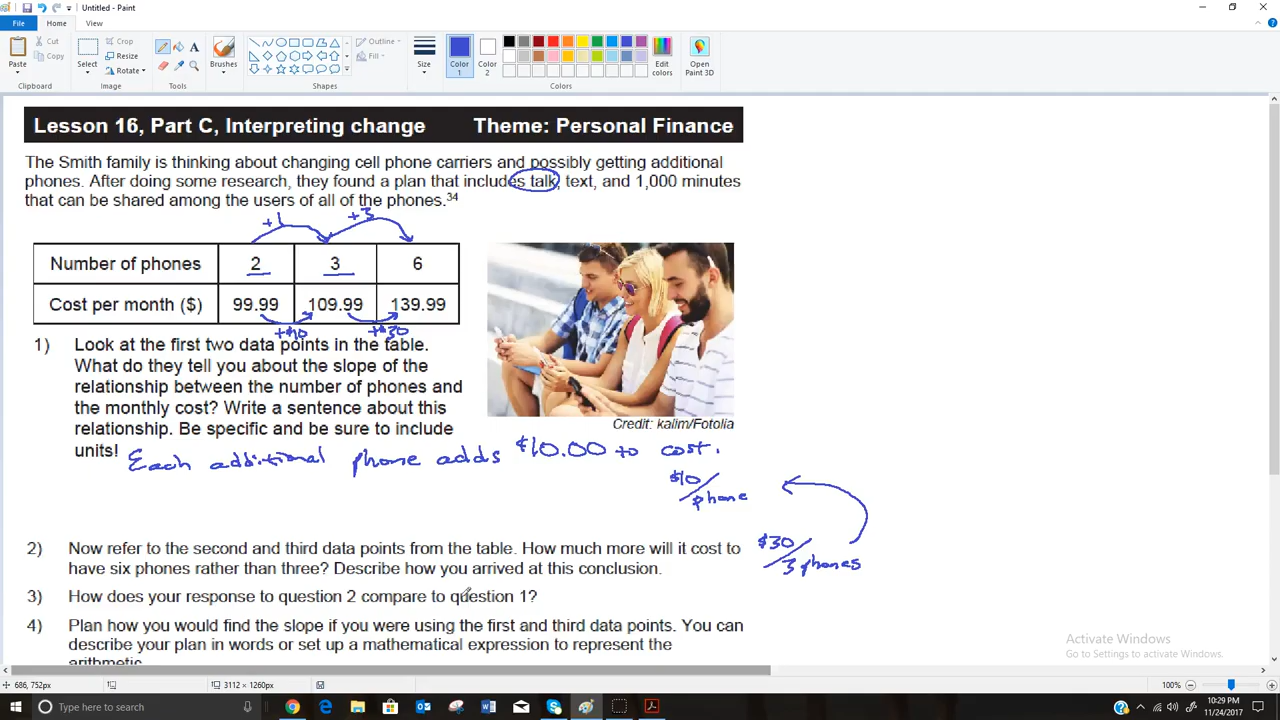 Untitled - Paint
File Home View
Paste Cut Copy Clipboard
Select Crop Resize Rotate Image
Tools
Brushes
Outline Fill Shapes
Size
Color 1 Color 2 Edit colors Colors
Open Paint 3D
Lesson 16, Part C, Interpreting change Theme: Personal Finance
The Smith family is thinking about changing cell phone carriers and possibly getting additional
phones. After doing some research, they found a plan that includes talk, text, and 1,000 minutes
that can be shared among the users of all of the phones.34
+1 +3
Number of phones 2 3 6
Cost per month ($) 99.99 109.99 139.99
+$10 +$30
1) Look at the first two data points in the table.
What do they tell you about the slope of the
relationship between the number of phones and
the monthly cost? Write a sentence about this
relationship. Be specific and be sure to include
units!
Credit: kalim/Fotolia
Each additional phone adds $10.00 to cost.
$10/phone
$30/3 phones
2) Now refer to the second and third data points from the table. How much more will it cost to
have six phones rather than three? Describe how you arrived at this conclusion.
3) How does your response to question 2 compare to question 1?
4) Plan how you would find the slope if you were using the first and third data points. You can
describe your plan in words or set up a mathematical expression to represent the
arithmetic.
Activate Windows
Go to Settings to activate Windows.
686, 752px 3112 × 1260px 100%
Type here to search
10:29 PM
11/24/2017